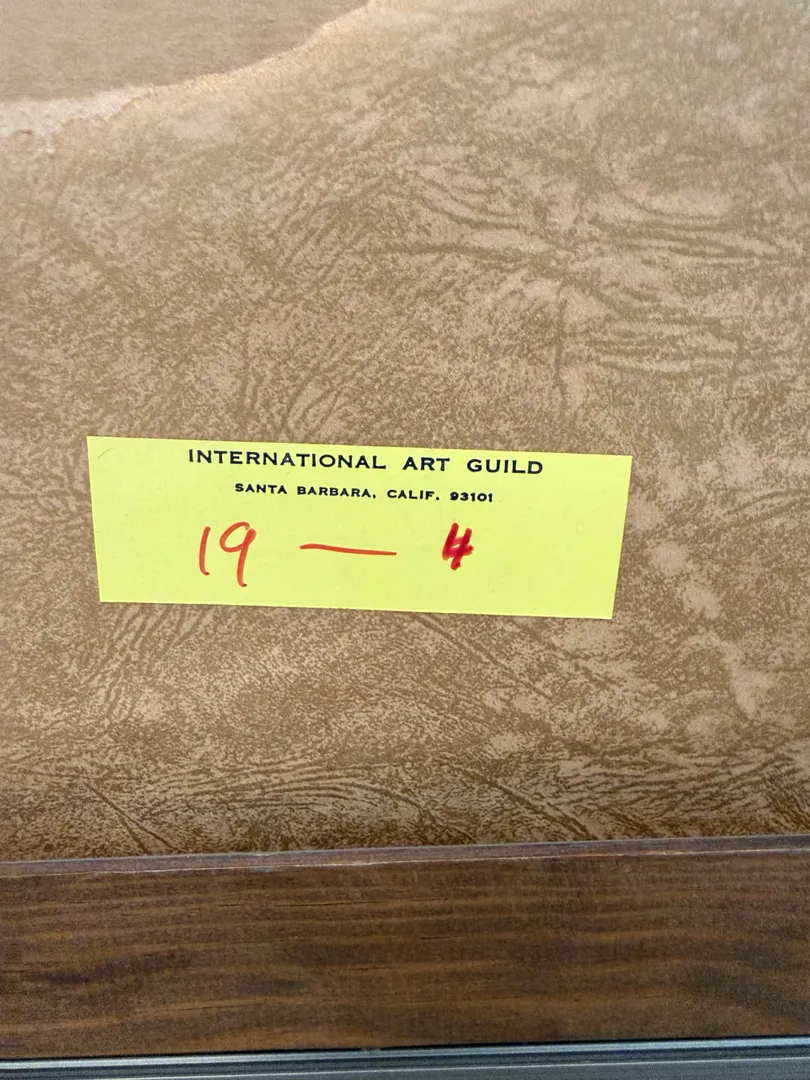 INTERNATIONAL ART GUILD
SANTA BARBARA, CALIF. 93101
19 — 4